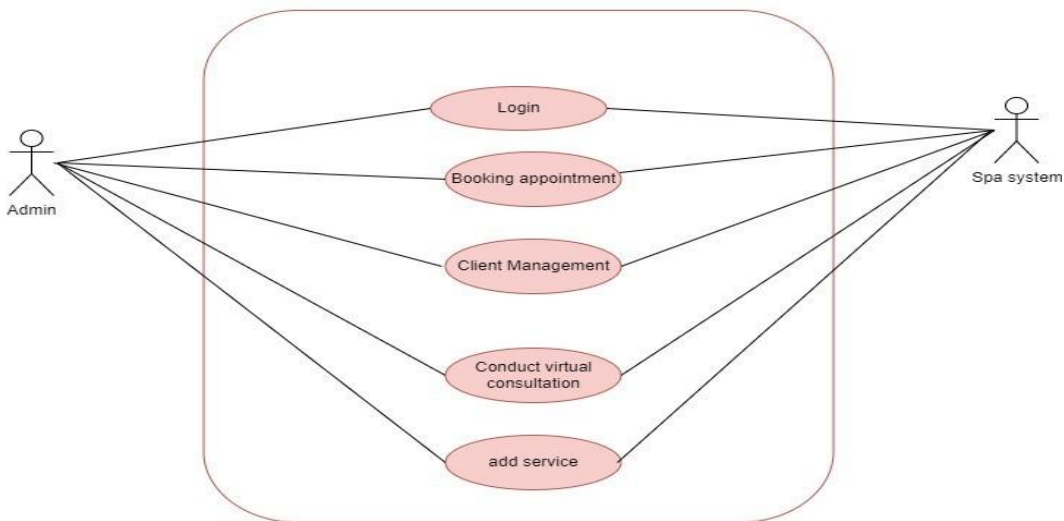 Login
Booking appointment
Spa system
Admin
Client Management
Conduct virtual
consultation
add service